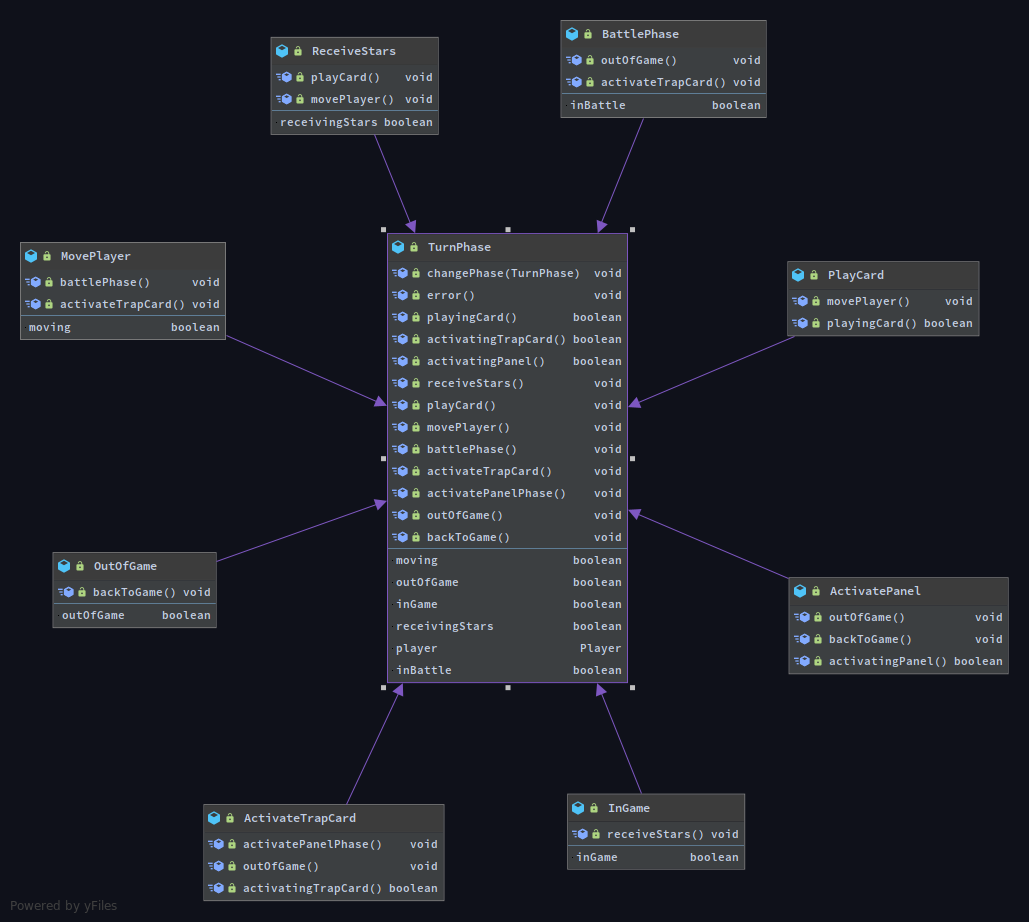 ReceiveStars
playCard() void
movePlayer() void
receivingStars boolean
BattlePhase
outOfGame() void
activateTrapCard() void
inBattle boolean
MovePlayer
battlePhase() void
activateTrapCard() void
moving boolean
TurnPhase
changePhase(TurnPhase) void
error() void
playingCard() boolean
activatingTrapCard() boolean
activatingPanel() boolean
receiveStars() void
playCard() void
movePlayer() void
battlePhase() void
activateTrapCard() void
activatePanelPhase() void
outOfGame() void
backToGame() void
moving boolean
outOfGame boolean
inGame boolean
receivingStars boolean
player Player
inBattle boolean
PlayCard
movePlayer() void
playingCard() boolean
OutOfGame
backToGame() void
outOfGame boolean
ActivatePanel
outOfGame() void
backToGame() void
activatingPanel() boolean
ActivateTrapCard
activatePanelPhase() void
outOfGame() void
activatingTrapCard() boolean
InGame
receiveStars() void
inGame boolean
Powered by yFiles